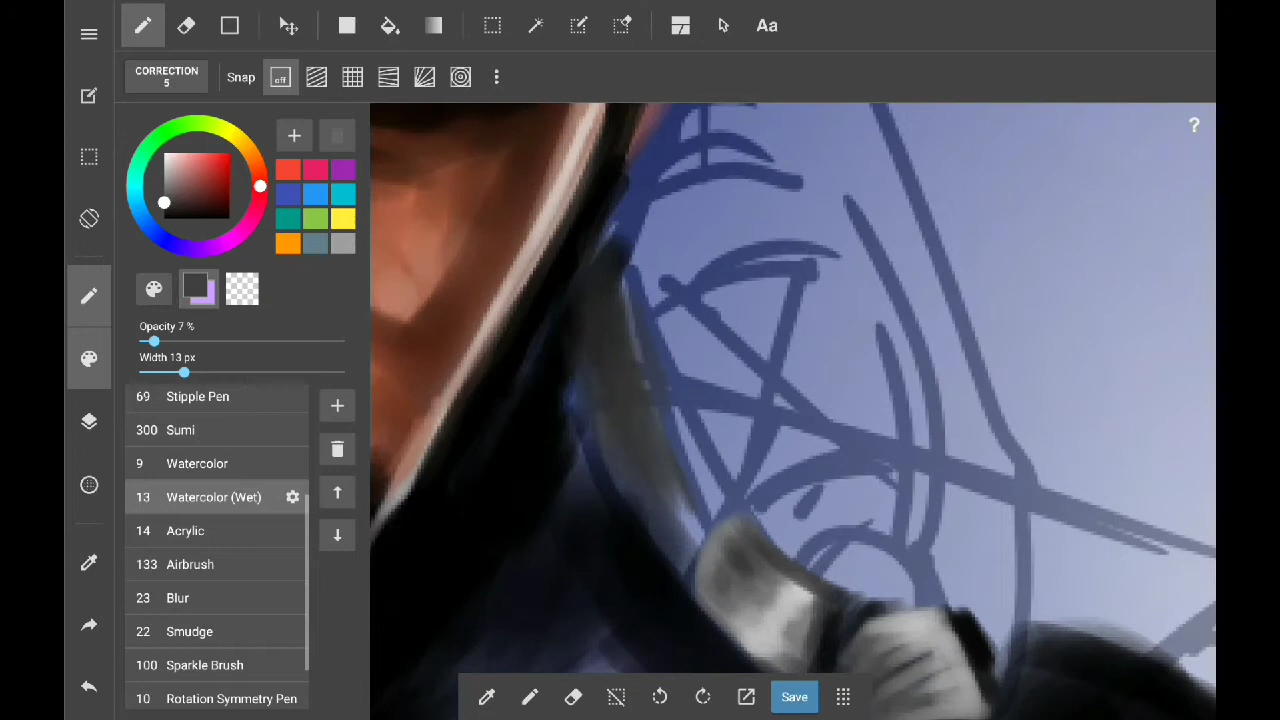 Aa
CORRECTION
5
Snap
off
?
Opacity 7 %
Width 13 px
69 Stipple Pen
300 Sumi
9 Watercolor
13 Watercolor (Wet)
14 Acrylic
133 Airbrush
23 Blur
22 Smudge
100 Sparkle Brush
10 Rotation Symmetry Pen
Save